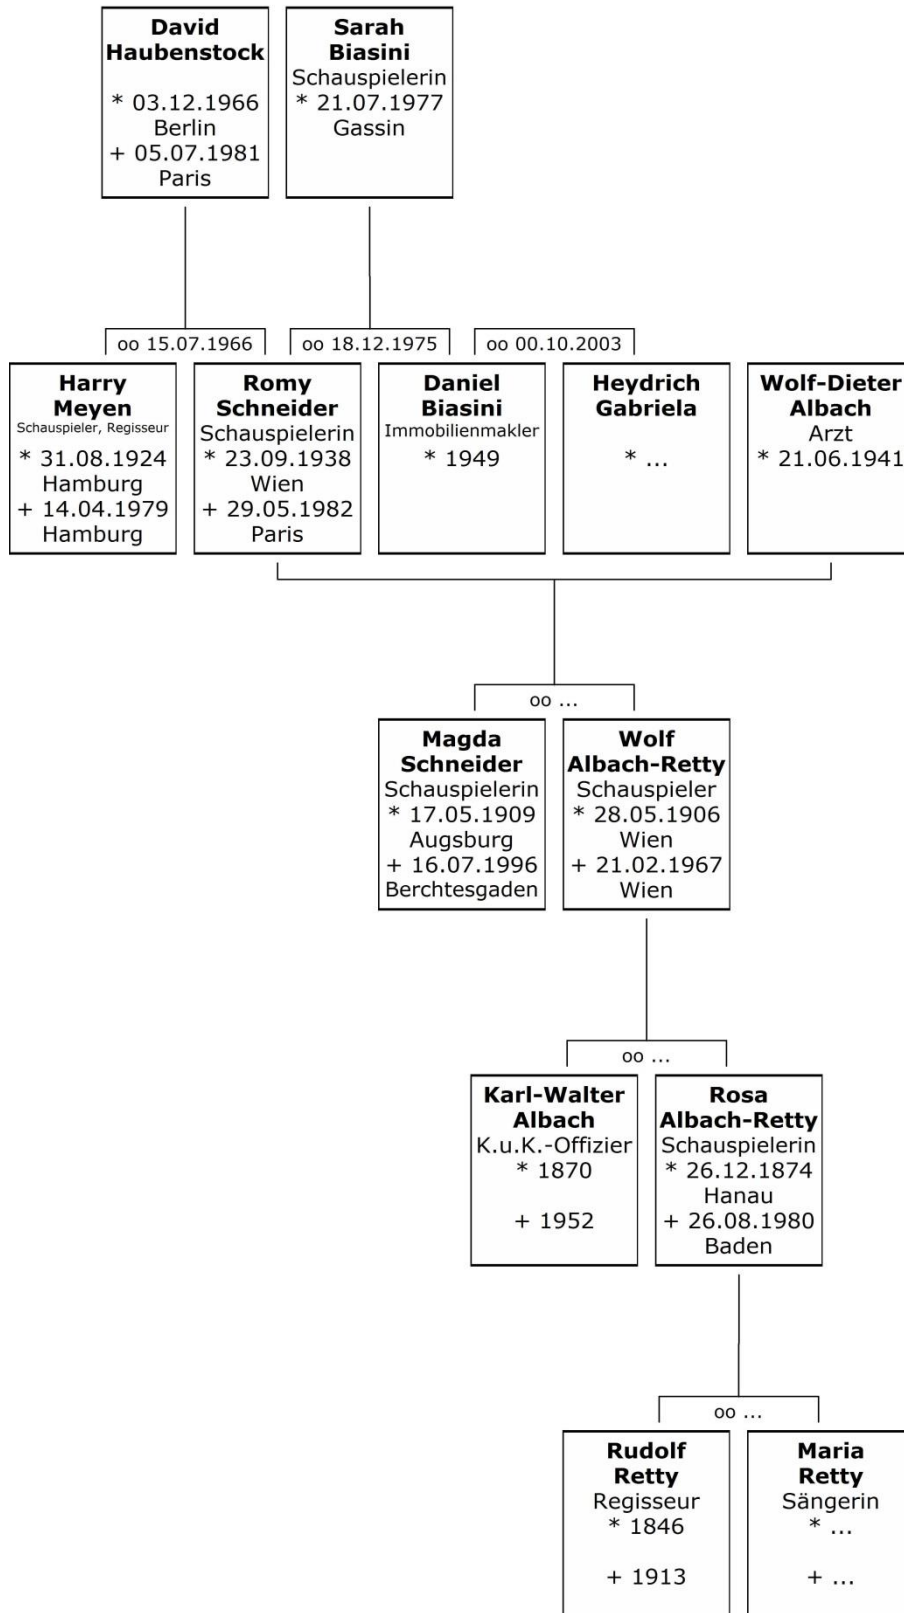 David
Haubenstock
* 03.12.1966
Berlin
+ 05.07.1981
Paris
Sarah
Biasini
Schauspielerin
* 21.07.1977
Gassin
oo 15.07.1966
oo 18.12.1975
oo 00.10.2003
Harry
Meyen
Schauspieler, Regisseur
* 31.08.1924
Hamburg
+ 14.04.1979
Hamburg
Romy
Schneider
Schauspielerin
* 23.09.1938
Wien
+ 29.05.1982
Paris
Daniel
Biasini
Immobilienmakler
* 1949
Heydrich
Gabriela
* ...
Wolf-Dieter
Albach
Arzt
* 21.06.1941
oo ...
Magda
Schneider
Schauspielerin
* 17.05.1909
Augsburg
+ 16.07.1996
Berchtesgaden
Wolf
Albach-Retty
Schauspieler
* 28.05.1906
Wien
+ 21.02.1967
Wien
oo ...
Karl-Walter
Albach
K.u.K.-Offizier
* 1870
+ 1952
Rosa
Albach-Retty
Schauspielerin
* 26.12.1874
Hanau
+ 26.08.1980
Baden
oo ...
Rudolf
Retty
Regisseur
* 1846
+ 1913
Maria
Retty
Sängerin
* ...
+ ...